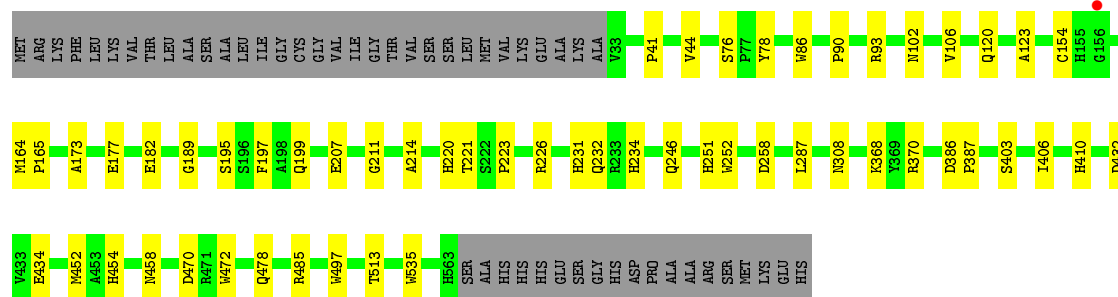 MET ARG LYS PHE LEU LYS VAL THR LEU ALA SER ALA LEU ILE GLY CYS GLY VAL ILE GLY THR VAL SER SER LEU MET VAL LYS GLU ALA LYS ALA V33 P41 V44 S76 P77 Y78 W86 P90 R93 N102 V106 Q120 A123 C154 H155 G156
M164 P165 A173 E177 E182 G189 S195 S196 F197 A198 Q199 E207 G211 A214 H220 T221 S222 P223 R226 H231 Q232 R233 H234 Q246 H251 W252 D258 L287 N308 K368 Y369 R370 D386 P387 S403 I406 H410
V433 E434 M452 A453 H454 N458 D470 R471 W472 Q478 R485 W497 T513 W535 H563 SER ALA HIS HIS HIS GLU SER GLY HIS ASP PRO ALA ALA ARG SER MET LYS GLU HIS